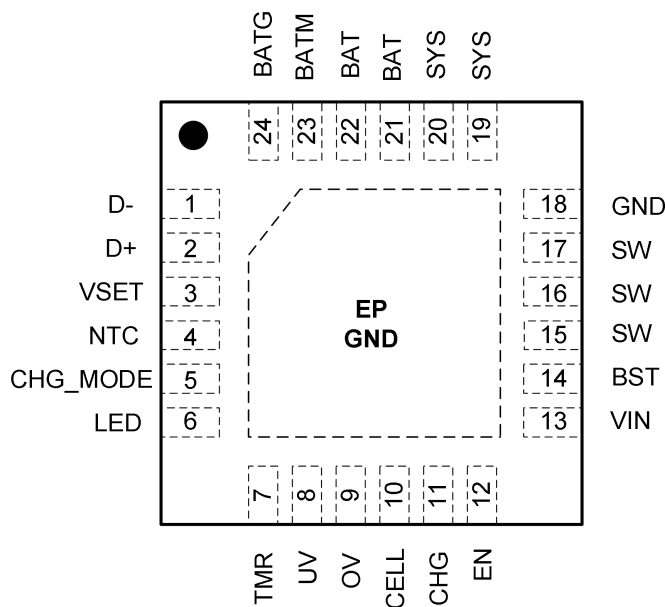 BATG BATM BAT BAT SYS SYS
24 23 22 21 20 19
D- 1 18 GND
D+ 2 17 SW
VSET 3 16 SW
NTC 4 15 SW
CHG_MODE 5 14 BST
LED 6 13 VIN
EP
GND
7 8 9 10 11 12
TMR UV OV CELL CHG EN